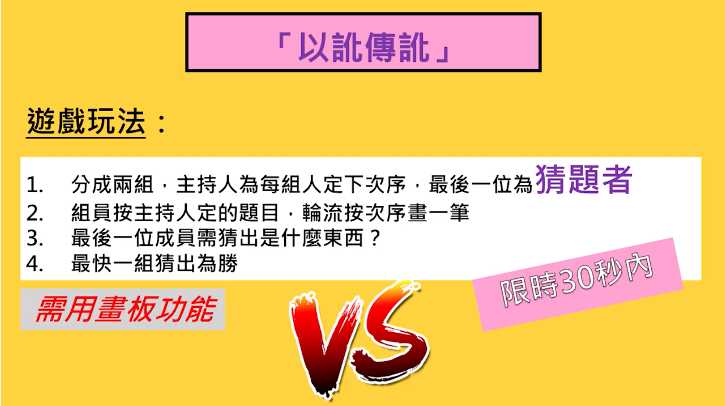 「以訛傳訛」
遊戲玩法：
1. 分成兩組，主持人為每組人定下次序，最後一位為猜題者
2. 組員按主持人定的題目，輪流按次序畫一筆
3. 最後一位成員需猜出是什麼東西？
4. 最快一組猜出為勝
限時30秒內
需用畫板功能
VS